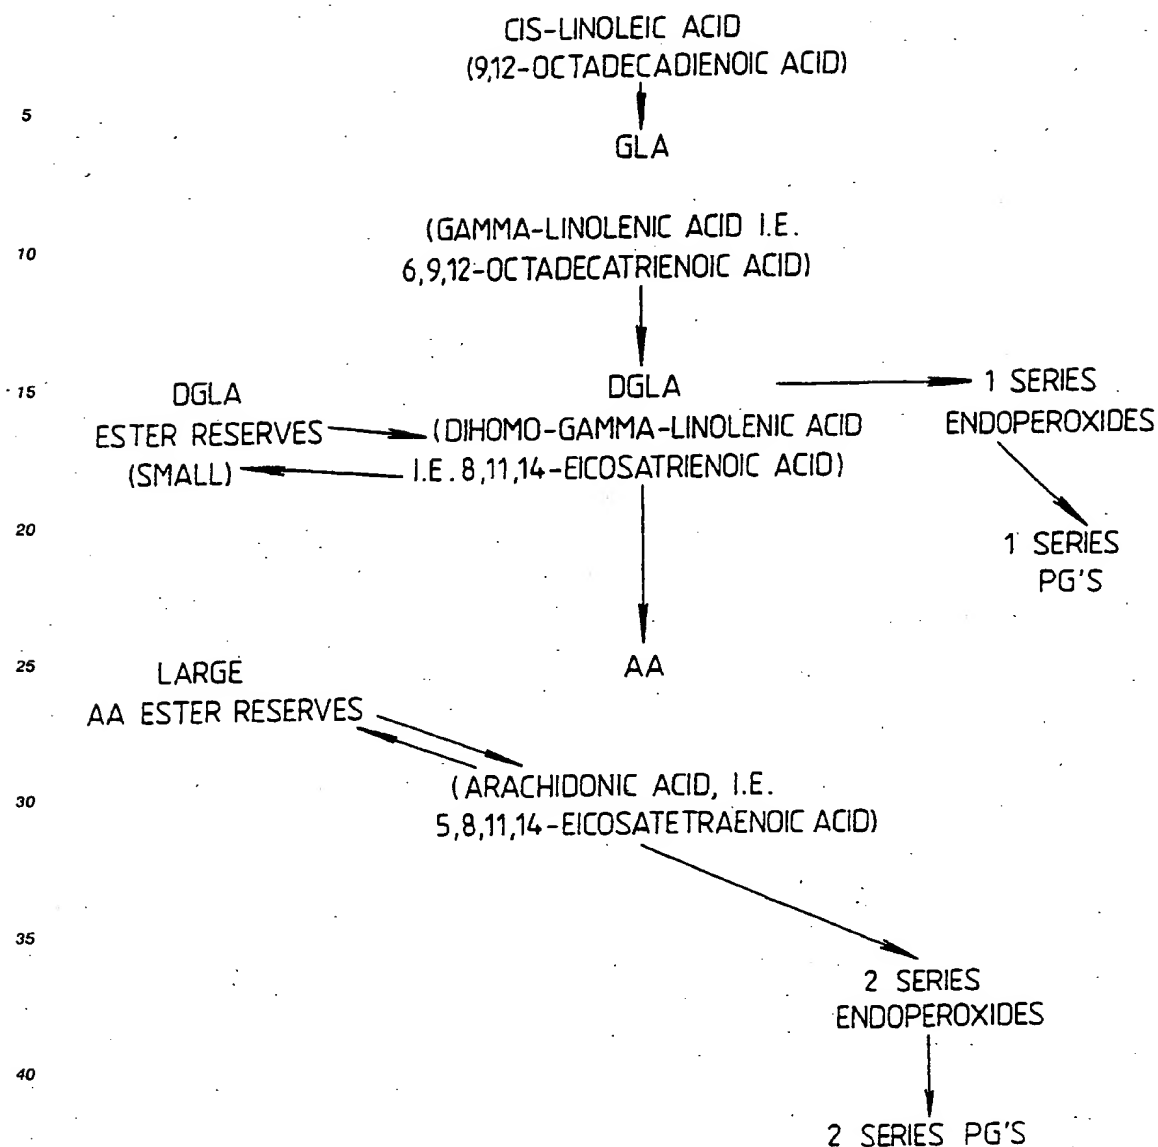 CIS-LINOLEIC ACID
(9,12-OCTADECADIENOIC ACID)
5
GLA
(GAMMA-LINOLENIC ACID I.E.
10
6,9,12-OCTADECATRIENOIC ACID)
15
DGLA
ESTER RESERVES
(SMALL)
DGLA
(DIHOMO-GAMMA-LINOLENIC ACID
I.E. 8,11,14-EICOSATRIENOIC ACID)
1 SERIES
ENDOPEROXIDES
20
1 SERIES
PG'S
25
LARGE
AA ESTER RESERVES
AA
30
(ARACHIDONIC ACID, I.E.
5,8,11,14-EICOSATETRAENOIC ACID)
35
2 SERIES
ENDOPEROXIDES
40
2 SERIES PG'S